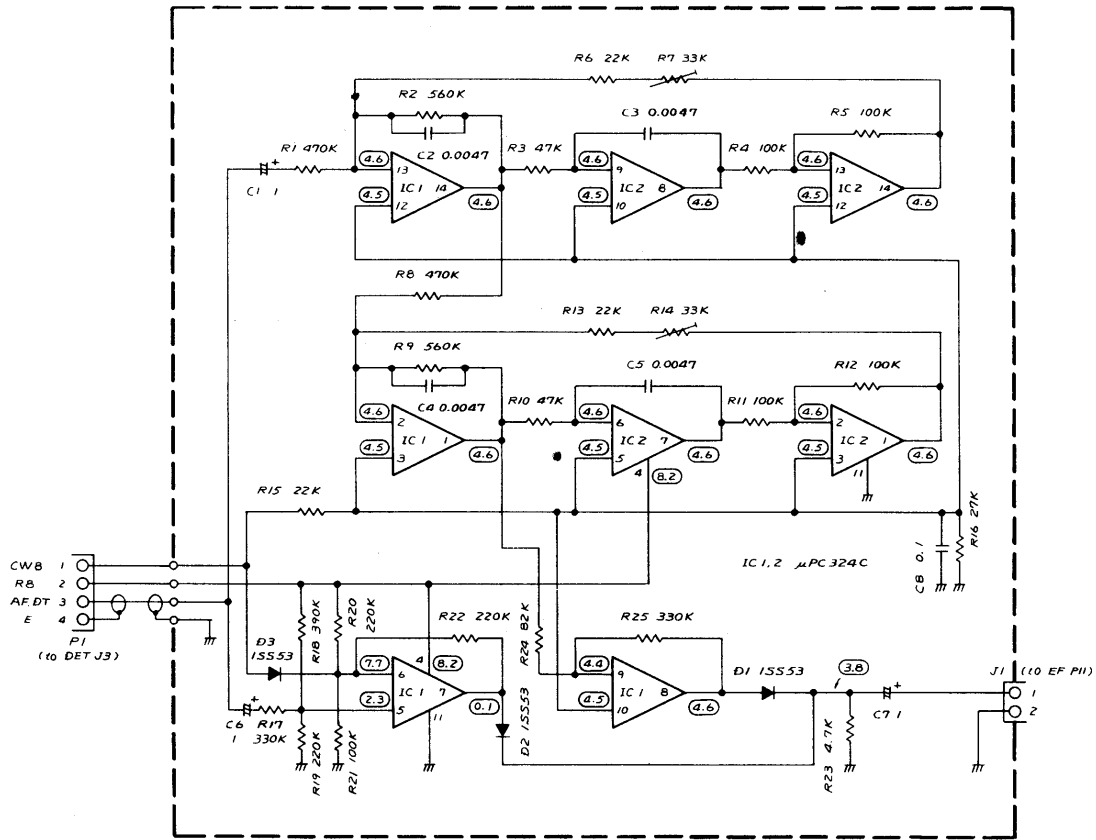 R6 22K R7 33K
R2 560K
C3 0.0047
R5 100K
R1 470K
C2 0.0047
R3 47K
R4 100K
4.6
13
IC1 14
4.5
12
4.6
C1 1
+
4.6
9
IC2 8
4.5
10
4.6
4.6
13
IC2 14
4.5
12
4.6
R8 470K
R13 22K R14 33K
R9 560K
C5 0.0047
R12 100K
C4 0.0047
R10 47K
R11 100K
4.6
2
IC1 1
4.5
3
4.6
4.6
6
IC2 7
4.5
5
4.6
4
8.2
4.6
2
IC2 1
4.5
3
4.6
11
R15 22K
C8 0.1
R16 27K
IC1,2 μPC324C
CWB 1
R8 2
AF.DT 3
E 4
P1
(to DET J3)
R18 390K
R20 220K
R22 220K
R24 82K
R25 330K
D3
1SS53
7.7
6
4
8.2
IC1 7
2.3
5
11
0.1
C6
1
+
R17
330K
R19 220K
R21 100K
D2 1SS53
4.4
9
IC1 8
4.5
10
4.6
D1 1SS53
3.8
C7 1
+
R23 4.7K
J1 (to EF P11)
1
2